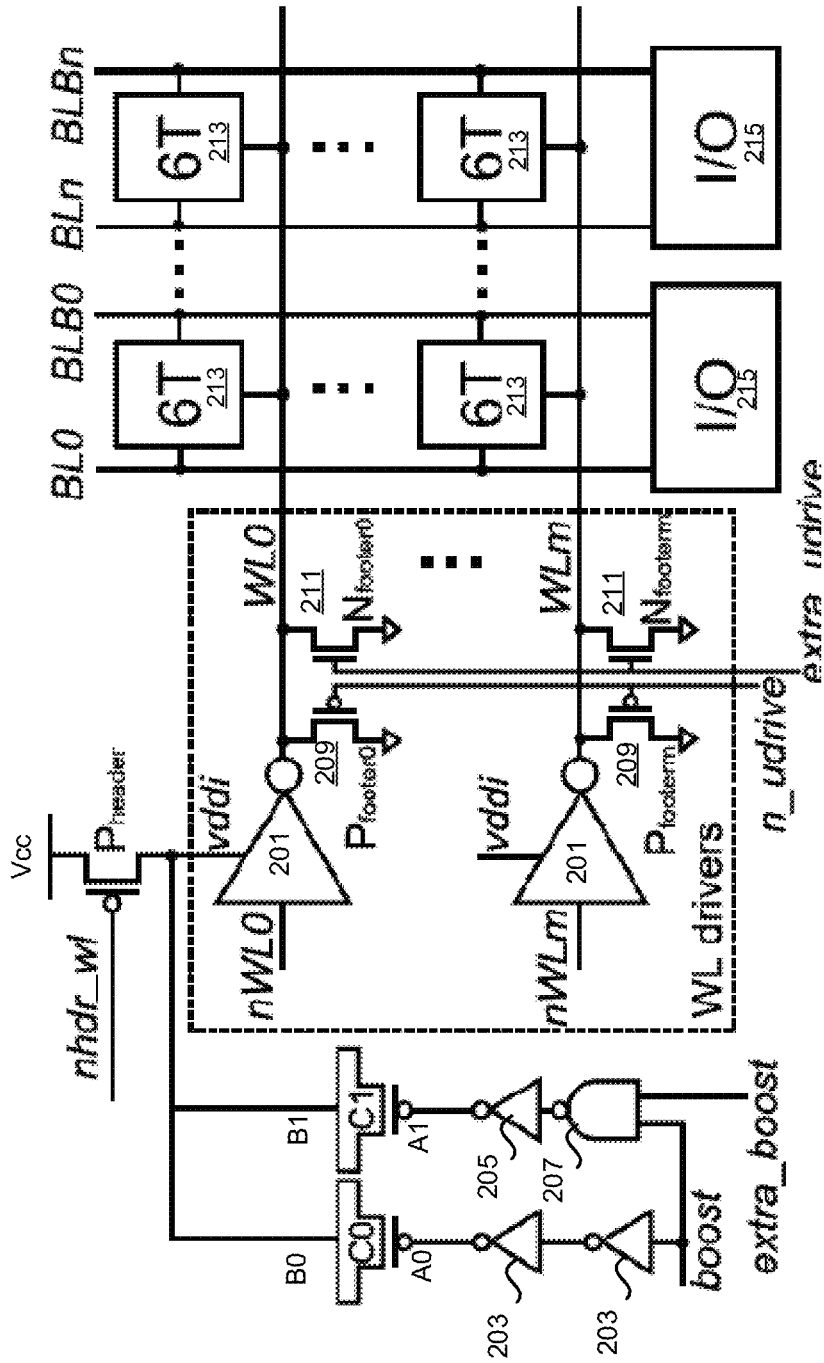 BL0
BLB0
BLn
BLBn
6T
213
6T
213
6T
213
6T
213
I/O
215
I/O
215
Vcc
nhdr_wl
Pheader
vddi
WL0
nWL0
201
209
Pfooter0
211
Nfooter0
vddi
WLm
nWLm
201
209
Pfooterm
211
Nfooterm
WL drivers
n_udrive
extra_udrive
B0
B1
C0
C1
A0
A1
203
205
203
207
boost
extra_boost